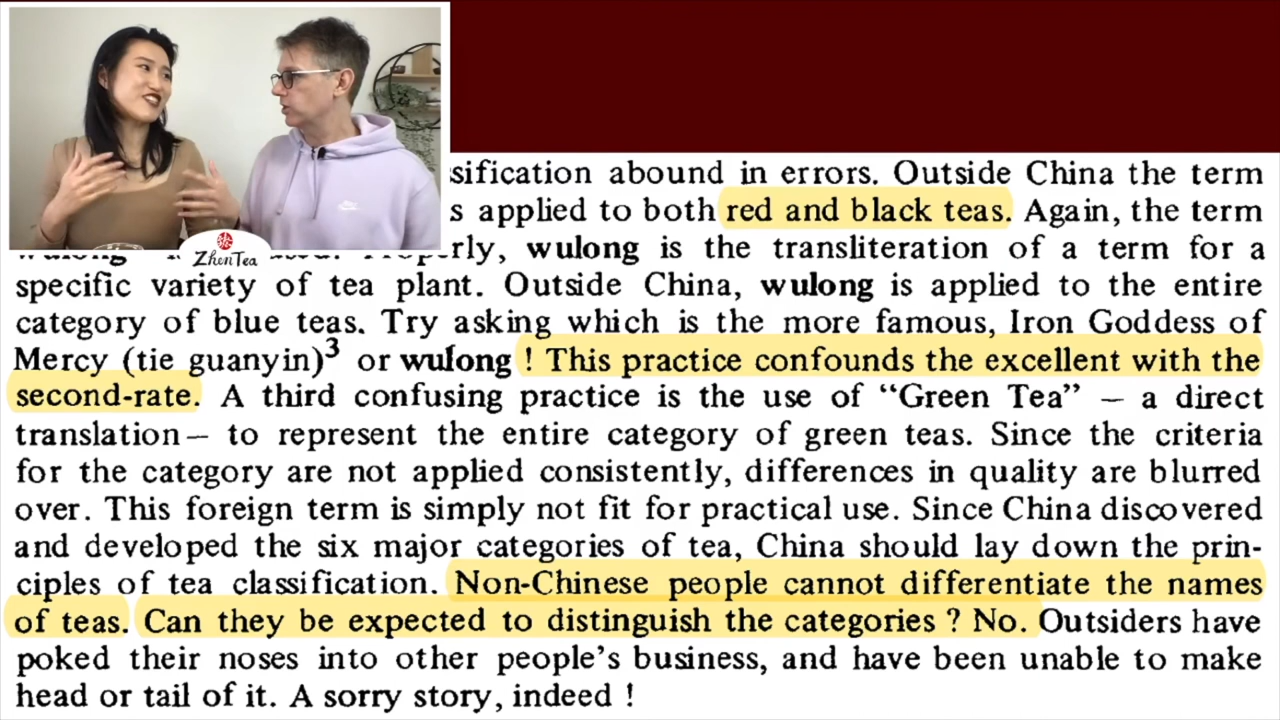 ZhenTea
sification abound in errors. Outside China the term
s applied to both red and black teas. Again, the term
rly, wulong is the transliteration of a term for a
specific variety of tea plant. Outside China, wulong is applied to the entire
category of blue teas. Try asking which is the more famous, Iron Goddess of
Mercy (tie guanyin)3 or wulong ! This practice confounds the excellent with the
second-rate. A third confusing practice is the use of “Green Tea” — a direct
translation— to represent the entire category of green teas. Since the criteria
for the category are not applied consistently, differences in quality are blurred
over. This foreign term is simply not fit for practical use. Since China discovered
and developed the six major categories of tea, China should lay down the prin-
ciples of tea classification. Non-Chinese people cannot differentiate the names
of teas. Can they be expected to distinguish the categories ? No. Outsiders have
poked their noses into other people’s business, and have been unable to make
head or tail of it. A sorry story, indeed !